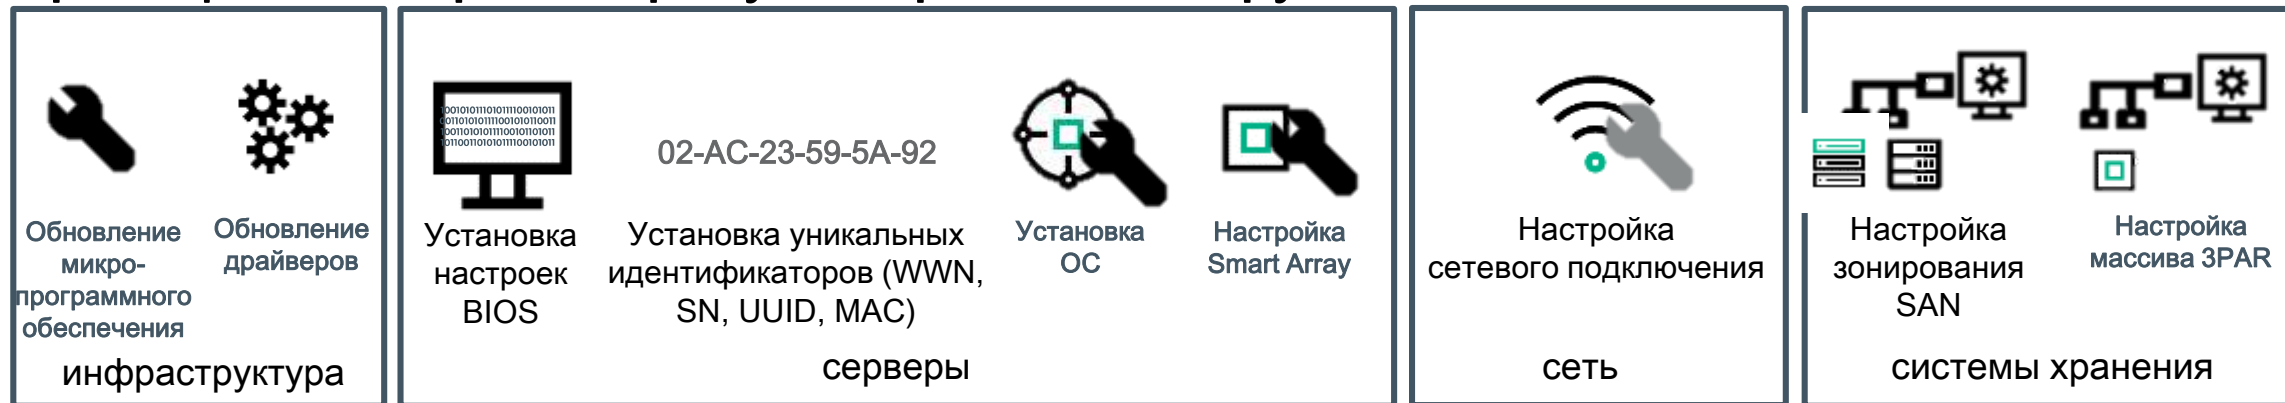 Обновление
микро-
программного
обеспечения
Обновление
драйверов
инфраструктура
10010101110101111001010111
Установка
настроек
BIOS
02-AC-23-59-5A-92
Установка уникальных
идентификаторов (WWN,
SN, UUID, MAC)
Установка
ОС
Настройка
Smart Array
серверы
Настройка
сетевого подключения
сеть
Настройка
зонирования
SAN
Настройка
массива 3PAR
системы хранения